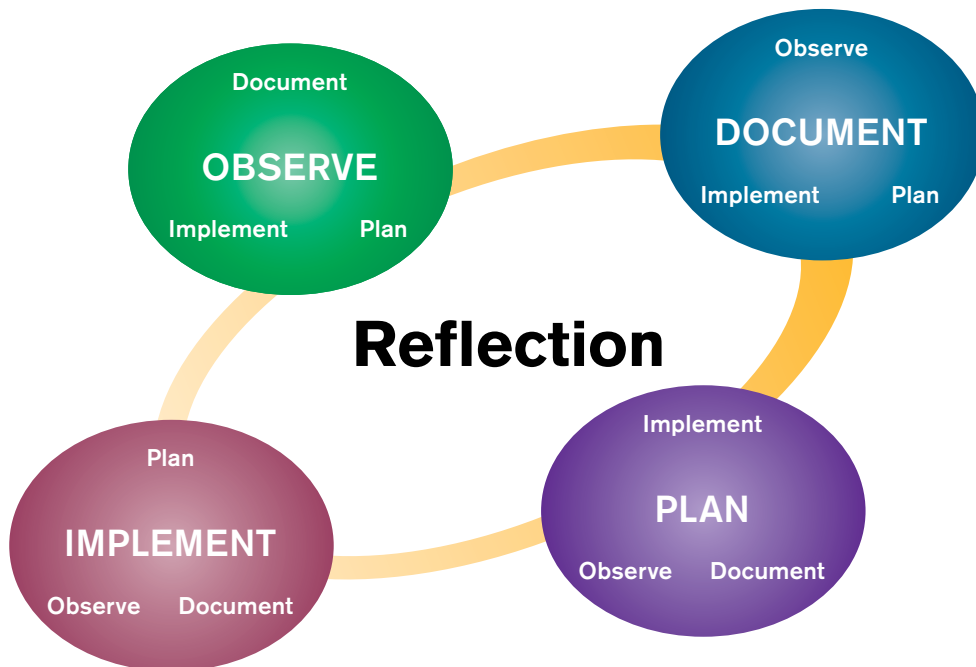 Document
OBSERVE
Implement Plan
Observe
DOCUMENT
Implement Plan
Reflection
Plan
IMPLEMENT
Observe Document
Implement
PLAN
Observe Document